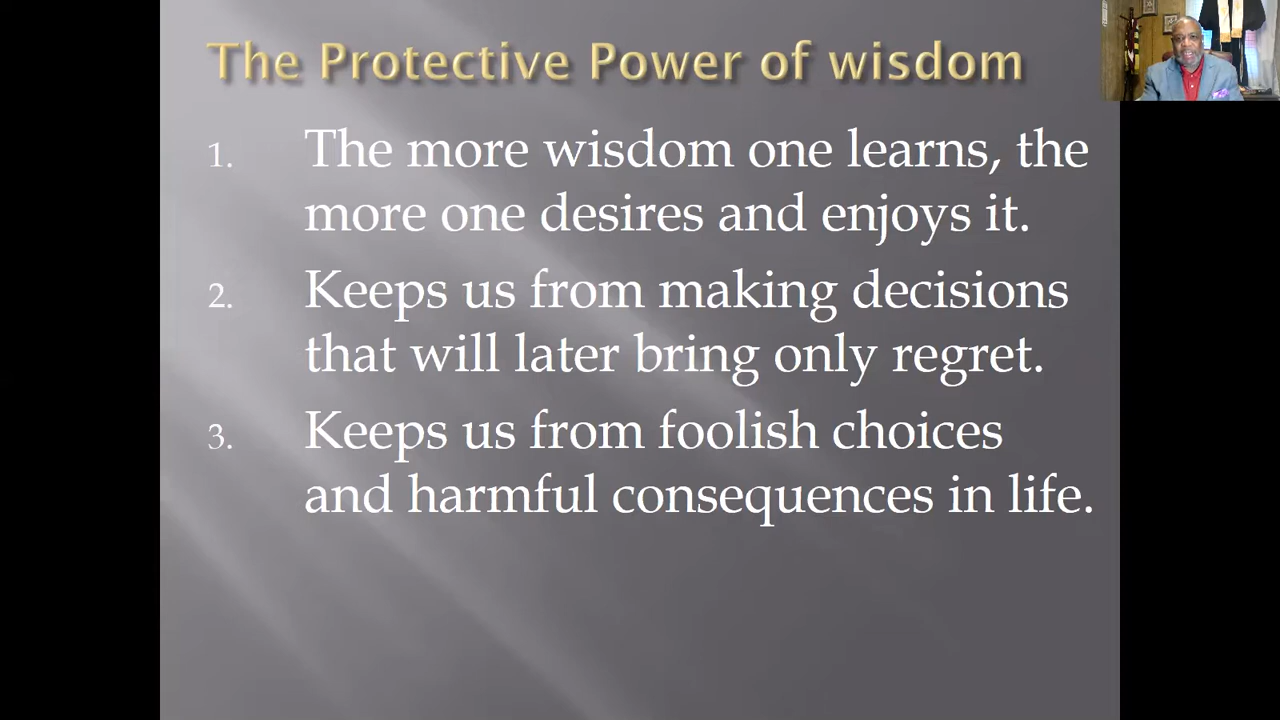 The Protective Power of wisdom
1. The more wisdom one learns, the
more one desires and enjoys it.
2. Keeps us from making decisions
that will later bring only regret.
3. Keeps us from foolish choices
and harmful consequences in life.